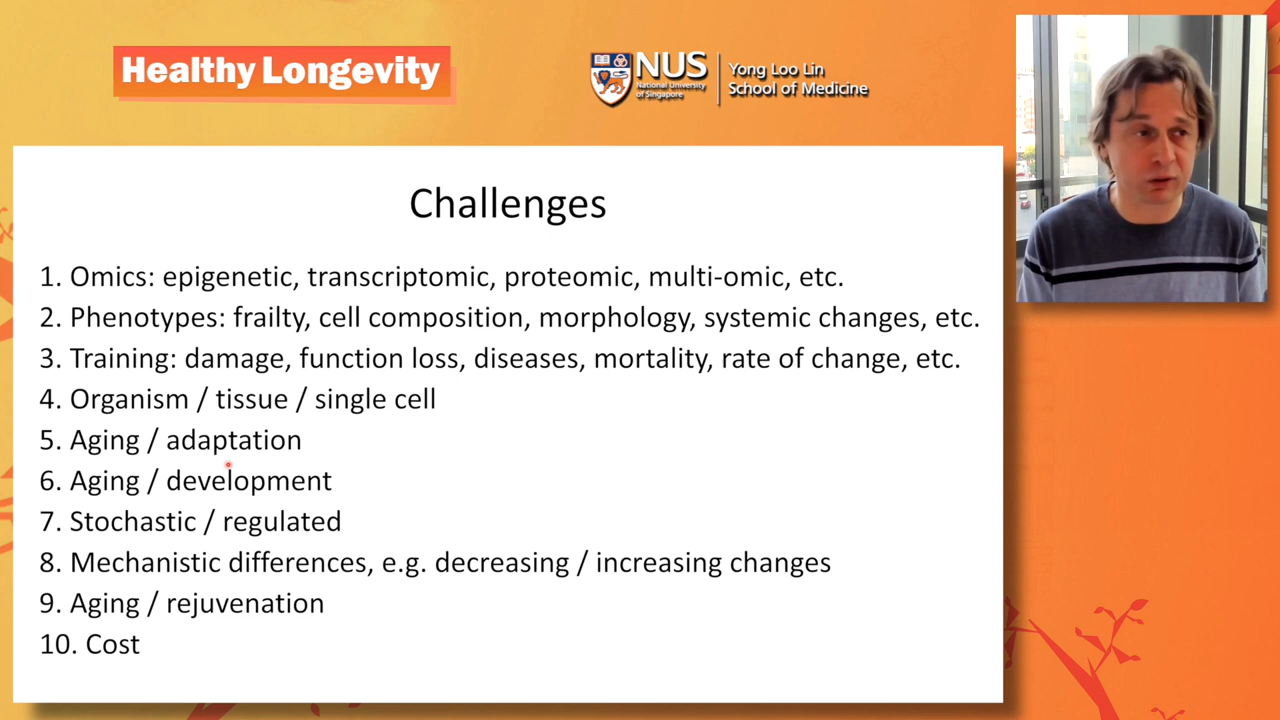 Healthy Longevity
NUS
National University
of Singapore
Yong Loo Lin
School of Medicine
Challenges
1. Omics: epigenetic, transcriptomic, proteomic, multi-omic, etc.
2. Phenotypes: frailty, cell composition, morphology, systemic changes, etc.
3. Training: damage, function loss, diseases, mortality, rate of change, etc.
4. Organism / tissue / single cell
5. Aging / adaptation
6. Aging / development
7. Stochastic / regulated
8. Mechanistic differences, e.g. decreasing / increasing changes
9. Aging / rejuvenation
10. Cost